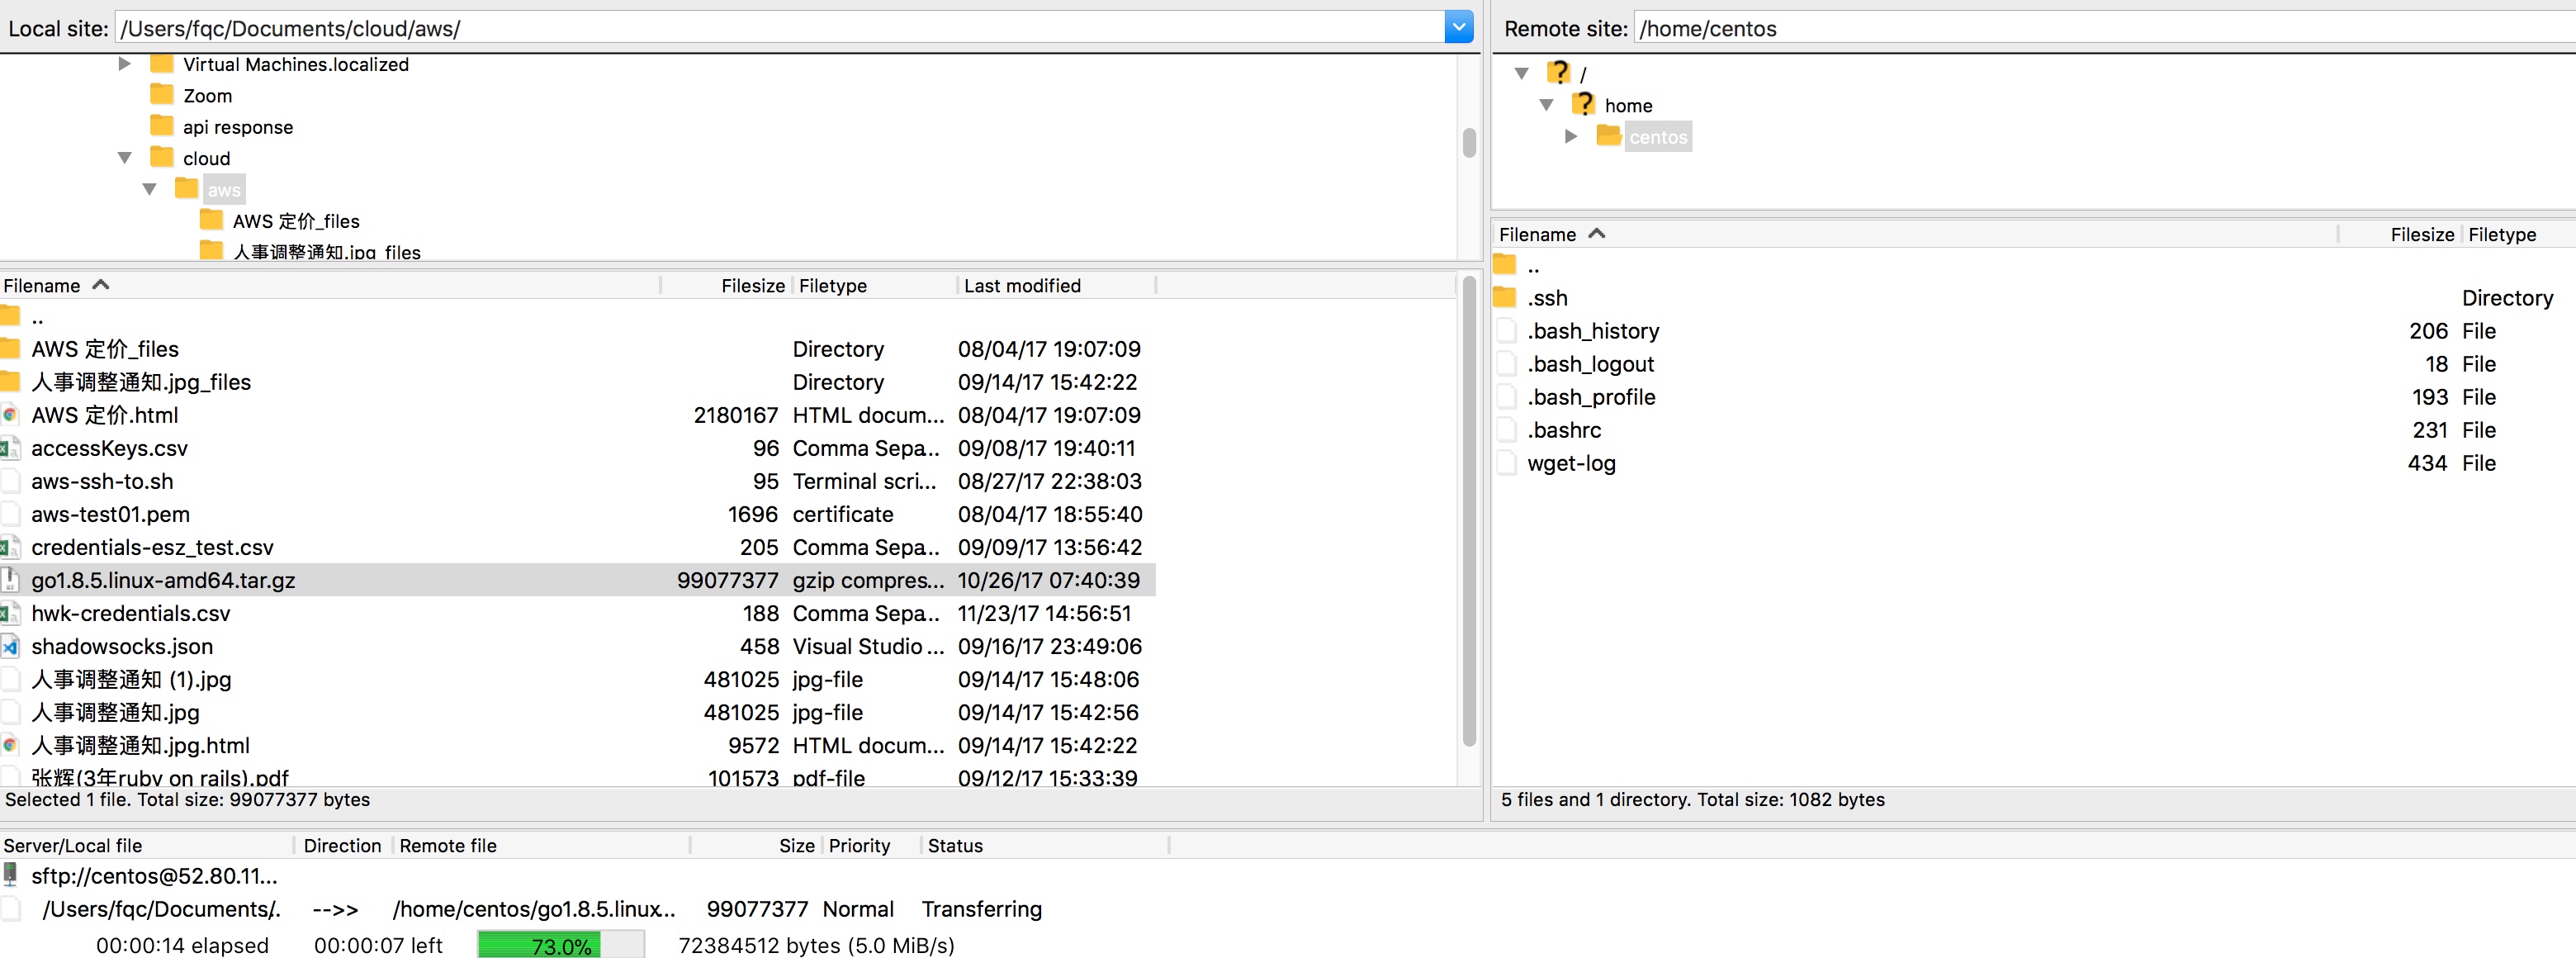 Local site: /Users/fqc/Documents/cloud/aws/
Virtual Machines.localized
Zoom
api response
cloud
aws
AWS 定价_files
人事调整通知.jpg_files
Filename Filesize Filetype Last modified
..
AWS 定价_files Directory 08/04/17 19:07:09
人事调整通知.jpg_files Directory 09/14/17 15:42:22
AWS 定价.html 2180167 HTML docum... 08/04/17 19:07:09
accessKeys.csv 96 Comma Sepa... 09/08/17 19:40:11
aws-ssh-to.sh 95 Terminal scri... 08/27/17 22:38:03
aws-test01.pem 1696 certificate 08/04/17 18:55:40
credentials-esz_test.csv 205 Comma Sepa... 09/09/17 13:56:42
go1.8.5.linux-amd64.tar.gz 99077377 gzip compres... 10/26/17 07:40:39
hwk-credentials.csv 188 Comma Sepa... 11/23/17 14:56:51
shadowsocks.json 458 Visual Studio ... 09/16/17 23:49:06
人事调整通知 (1).jpg 481025 jpg-file 09/14/17 15:48:06
人事调整通知.jpg 481025 jpg-file 09/14/17 15:42:56
人事调整通知.jpg.html 9572 HTML docum... 09/14/17 15:42:22
张辉(3年ruby on rails).pdf 101573 pdf-file 09/12/17 15:33:39
Selected 1 file. Total size: 99077377 bytes
Remote site: /home/centos
/
home
centos
Filename Filesize Filetype
..
.ssh Directory
.bash_history 206 File
.bash_logout 18 File
.bash_profile 193 File
.bashrc 231 File
wget-log 434 File
5 files and 1 directory. Total size: 1082 bytes
Server/Local file Direction Remote file Size Priority Status
sftp://centos@52.80.11...
/Users/fqc/Documents/. -->> /home/centos/go1.8.5.linux... 99077377 Normal Transferring
00:00:14 elapsed 00:00:07 left 73.0% 72384512 bytes (5.0 MiB/s)